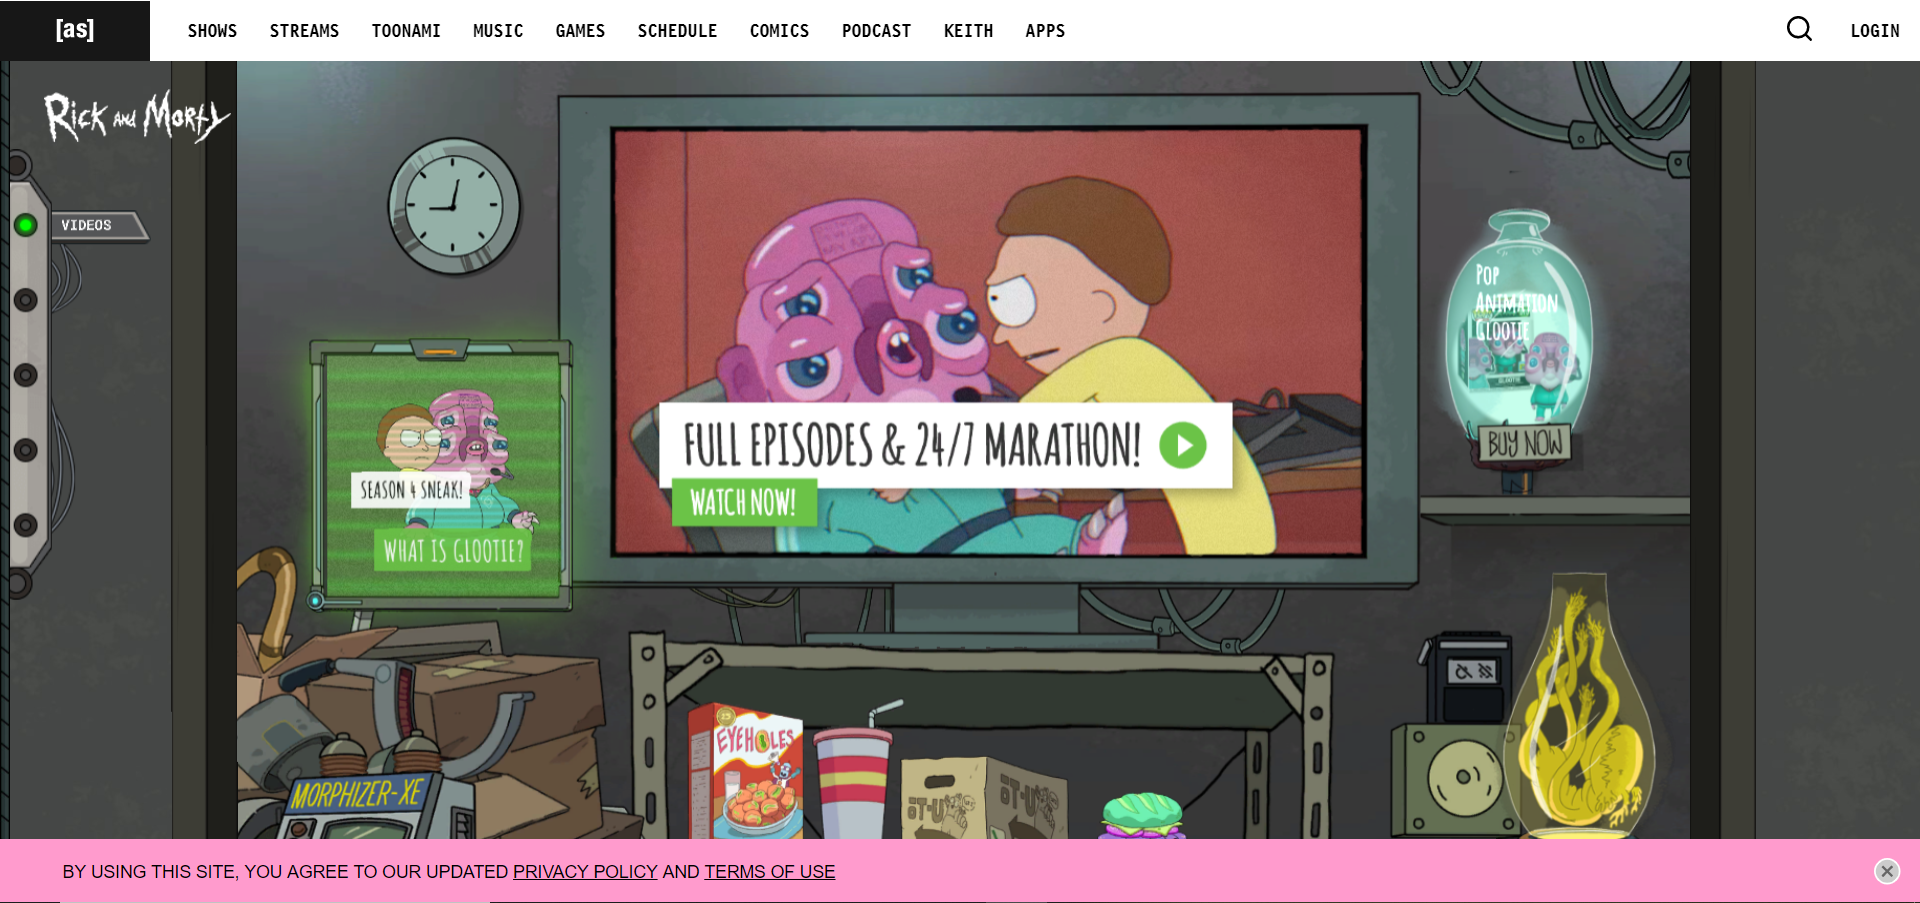 [as]
SHOWS
STREAMS
TOONAMI
MUSIC
GAMES
SCHEDULE
COMICS
PODCAST
KEITH
APPS
LOGIN
RICK AND MORTY
VIDEOS
FULL EPISODES & 24/7 MARATHON!
WATCH NOW!
SEASON 4 SNEAK!
WHAT IS GLOOTIE?
POP
ANIMATION
GLOOTIE
BUY NOW
EYEHOLES
MORPHIZER-XE
BY USING THIS SITE, YOU AGREE TO OUR UPDATED PRIVACY POLICY AND TERMS OF USE